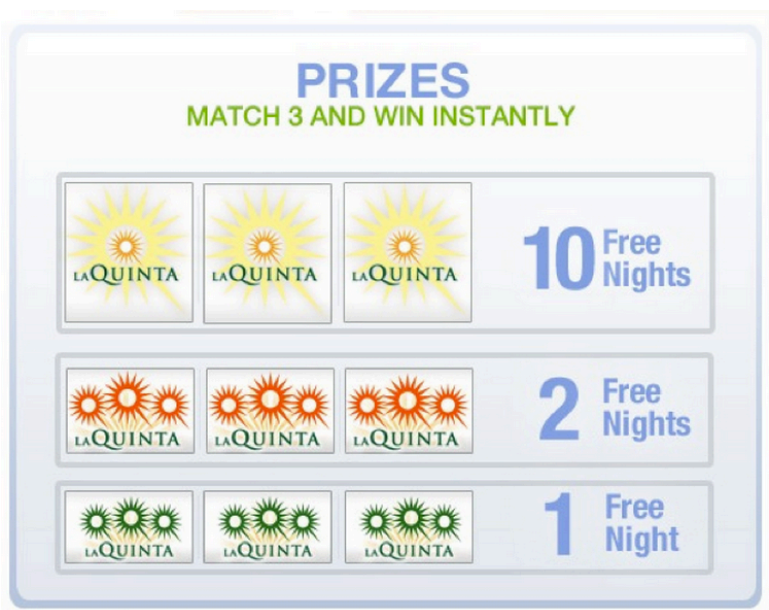 PRIZES
MATCH 3 AND WIN INSTANTLY
LAQUINTA LAQUINTA LAQUINTA
10 Free Nights
LAQUINTA LAQUINTA LAQUINTA
2 Free Nights
LAQUINTA LAQUINTA LAQUINTA
1 Free Night